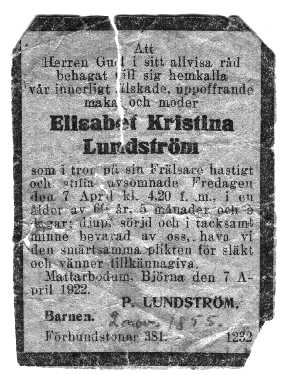 Att
Herren Gud i sitt allvisa råd
behagat till sig hemkalla
vår innerligt älskade, uppoffrande
maka och moder
Elisabet Kristina
Lundström
som i tron på sin Frälsare hastigt
och stilla avsomnade Fredagen
den 7 April kl. 4.20 f. m., i en
ålder av år, 5 månader och 5
dagar; djupt sörjd och i tacksamt
minne bevarad av oss, hava vi
den smärtsamma plikten för släkt
och vänner tillkännagiva.
Mattarbodum, Björna den 7 A-
pril 1922.
P. LUNDSTRÖM.
Barnen.
Förbundstonar 381. 1232